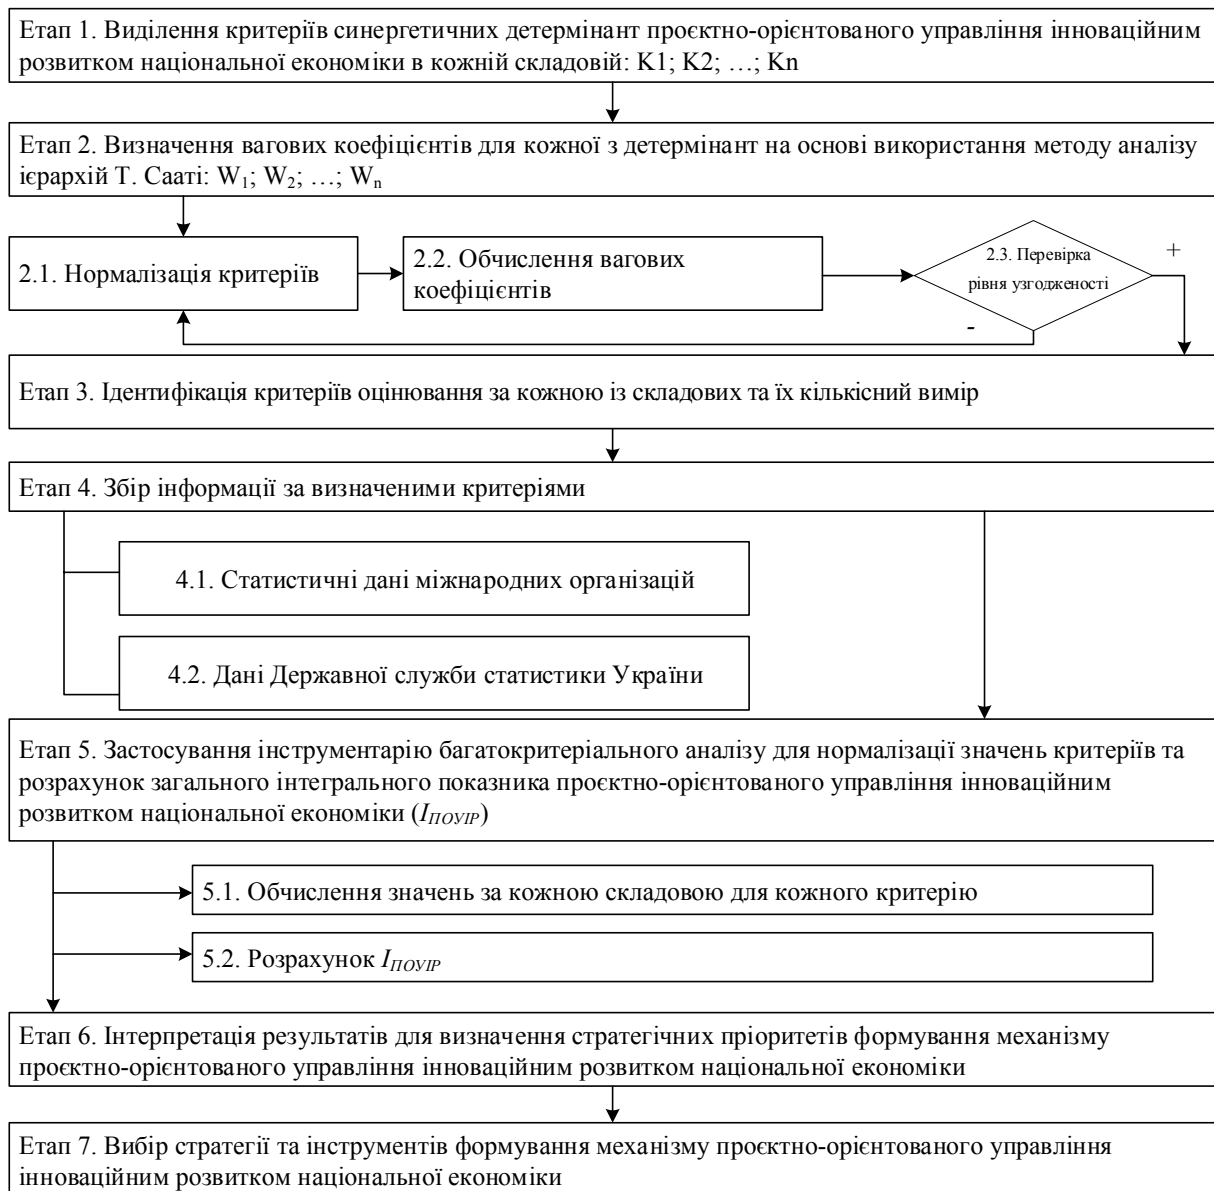 Етап 1. Виділення критеріїв синергетичних детермінант проєктно-орієнтованого управління інноваційним
розвитком національної економіки в кожній складовій: K1; K2; …; Kn
Етап 2. Визначення вагових коефіцієнтів для кожної з детермінант на основі використання методу аналізу
ієрархій Т. Сааті: W₁; W₂; …; Wₙ
2.1. Нормалізація критеріїв
2.2. Обчислення вагових
коефіцієнтів
2.3. Перевірка
рівня узгодженості
+
-
Етап 3. Ідентифікація критеріїв оцінювання за кожною із складових та їх кількісний вимір
Етап 4. Збір інформації за визначеними критеріями
4.1. Статистичні дані міжнародних організацій
4.2. Дані Державної служби статистики України
Етап 5. Застосування інструментарію багатокритеріального аналізу для нормалізації значень критеріїв та
розрахунок загального інтегрального показника проєктно-орієнтованого управління інноваційним
розвитком національної економіки (I ПОУІР)
5.1. Обчислення значень за кожною складовою для кожного критерію
5.2. Розрахунок I ПОУІР
Етап 6. Інтерпретація результатів для визначення стратегічних пріоритетів формування механізму
проєктно-орієнтованого управління інноваційним розвитком національної економіки
Етап 7. Вибір стратегії та інструментів формування механізму проєктно-орієнтованого управління
інноваційним розвитком національної економіки